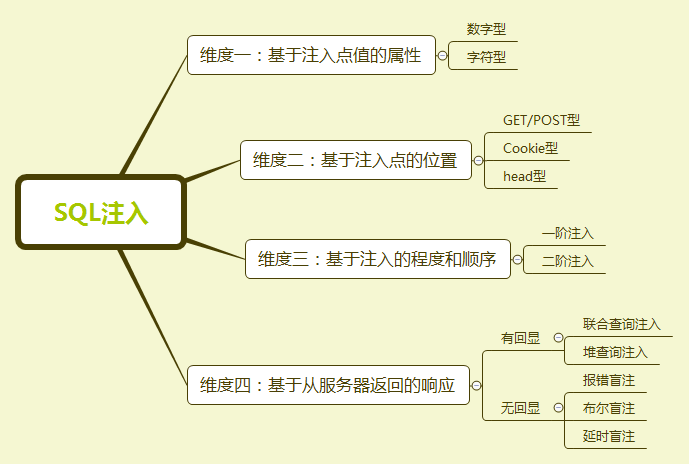 SQL注入
维度一：基于注入点值的属性
数字型
字符型
维度二：基于注入点的位置
GET/POST型
Cookie型
head型
维度三：基于注入的程度和顺序
一阶注入
二阶注入
维度四：基于从服务器返回的响应
有回显
联合查询注入
堆查询注入
无回显
报错盲注
布尔盲注
延时盲注